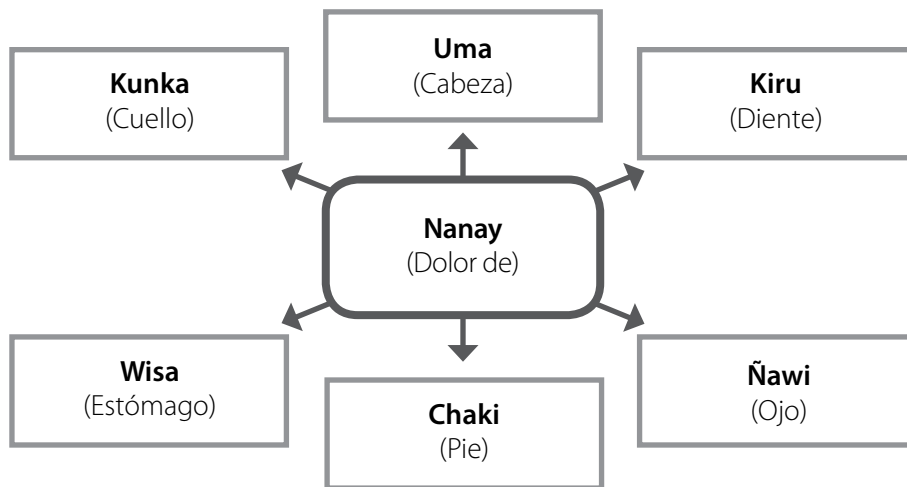 Uma
(Cabeza)
Kunka
(Cuello)
Kiru
(Diente)
Nanay
(Dolor de)
Wisa
(Estómago)
Chaki
(Pie)
Ñawi
(Ojo)